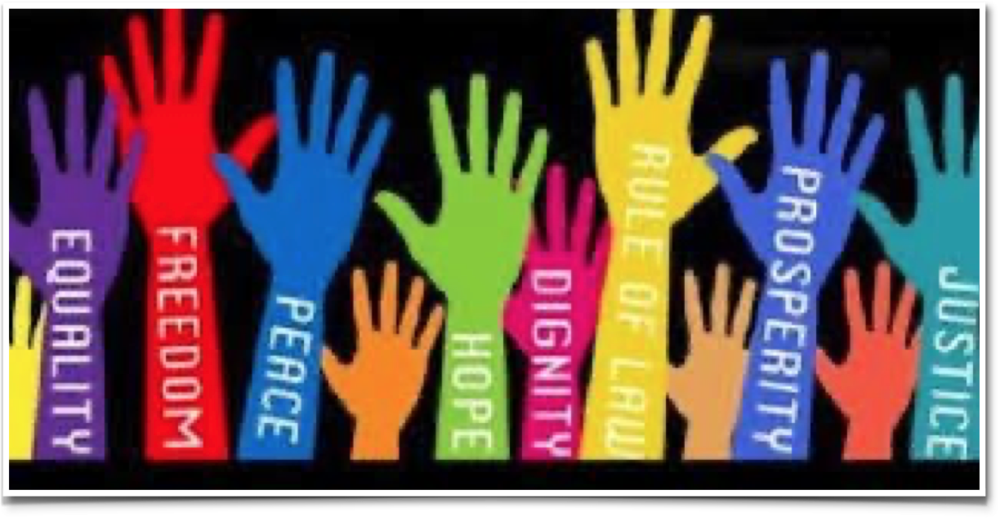 EQUALITY
FREEDOM
PEACE
HOPE
DIGNITY
RULE OF LAW
PROSPERITY
JUSTICE